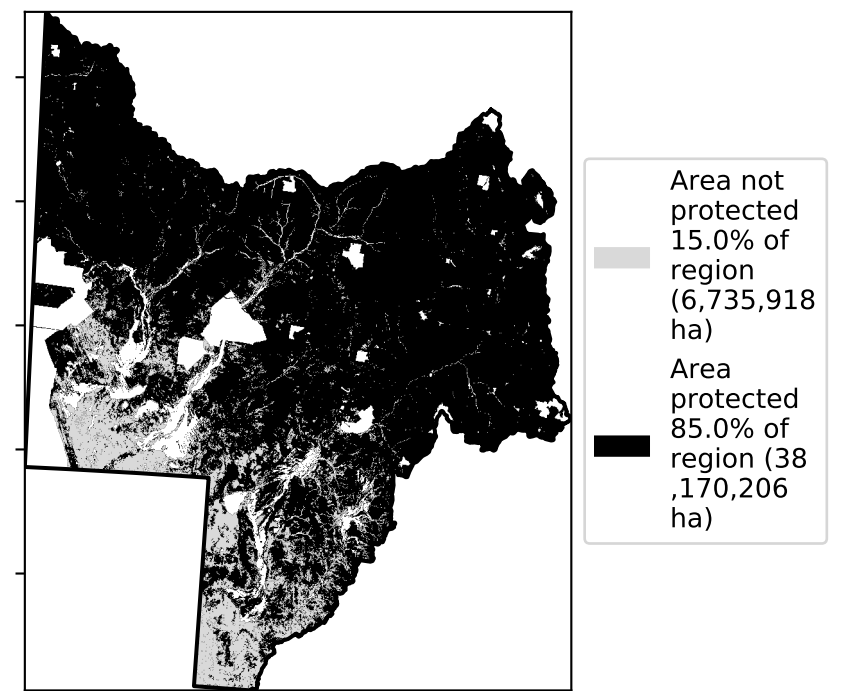 Area not
protected
15.0% of
region
(6,735,918
ha)
Area
protected
85.0% of
region (38
,170,206
ha)